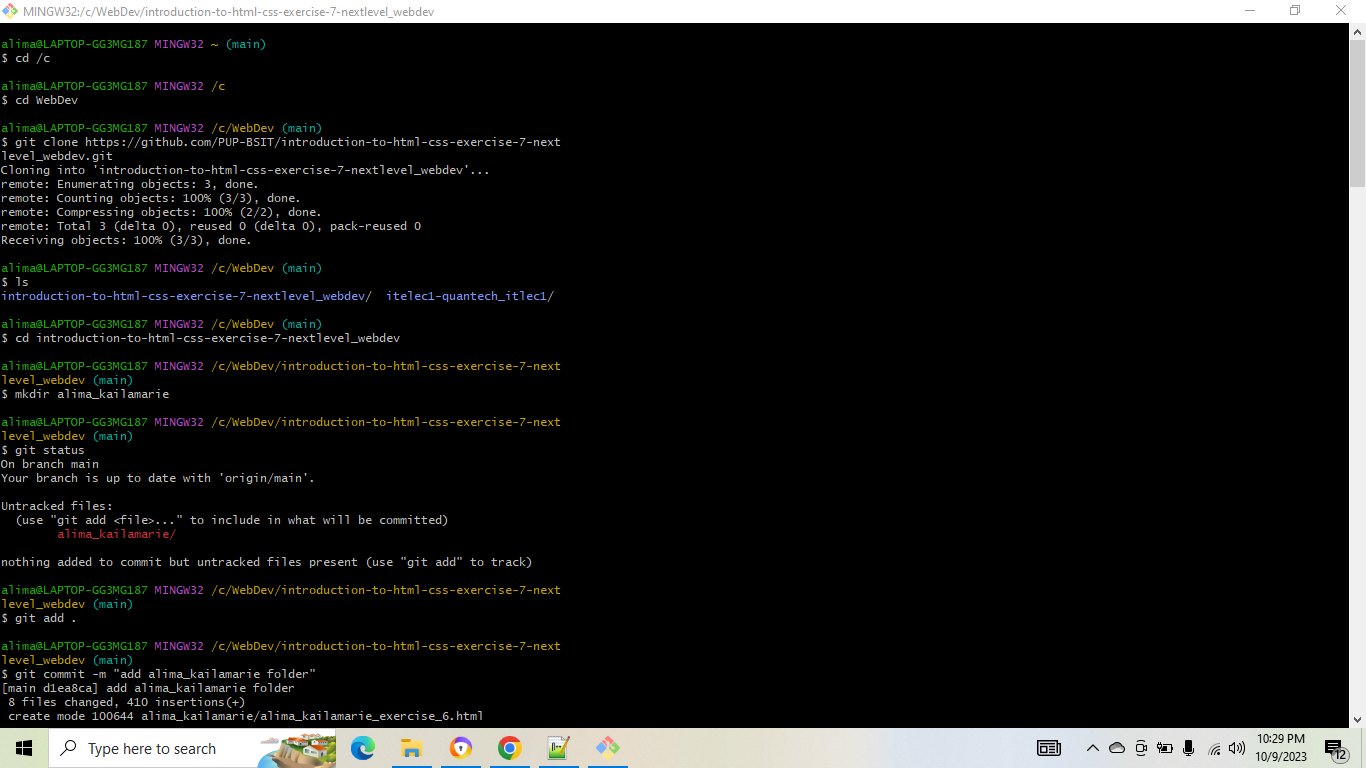 MINGW32:/c/WebDev/introduction-to-html-css-exercise-7-nextlevel_webdev
alima@LAPTOP-GG3MG187 MINGW32 ~ (main)
$ cd /c
alima@LAPTOP-GG3MG187 MINGW32 /c
$ cd WebDev
alima@LAPTOP-GG3MG187 MINGW32 /c/WebDev (main)
$ git clone https://github.com/PUP-BSIT/introduction-to-html-css-exercise-7-next
level_webdev.git
Cloning into 'introduction-to-html-css-exercise-7-nextlevel_webdev'...
remote: Enumerating objects: 3, done.
remote: Counting objects: 100% (3/3), done.
remote: Compressing objects: 100% (2/2), done.
remote: Total 3 (delta 0), reused 0 (delta 0), pack-reused 0
Receiving objects: 100% (3/3), done.
alima@LAPTOP-GG3MG187 MINGW32 /c/WebDev (main)
$ ls
introduction-to-html-css-exercise-7-nextlevel_webdev/  itelec1-quantech_itlec1/
alima@LAPTOP-GG3MG187 MINGW32 /c/WebDev (main)
$ cd introduction-to-html-css-exercise-7-nextlevel_webdev
alima@LAPTOP-GG3MG187 MINGW32 /c/WebDev/introduction-to-html-css-exercise-7-next
level_webdev (main)
$ mkdir alima_kailamarie
alima@LAPTOP-GG3MG187 MINGW32 /c/WebDev/introduction-to-html-css-exercise-7-next
level_webdev (main)
$ git status
On branch main
Your branch is up to date with 'origin/main'.
Untracked files:
  (use "git add <file>..." to include in what will be committed)
        alima_kailamarie/
nothing added to commit but untracked files present (use "git add" to track)
alima@LAPTOP-GG3MG187 MINGW32 /c/WebDev/introduction-to-html-css-exercise-7-next
level_webdev (main)
$ git add .
alima@LAPTOP-GG3MG187 MINGW32 /c/WebDev/introduction-to-html-css-exercise-7-next
level_webdev (main)
$ git commit -m "add alima_kailamarie folder"
[main d1ea8ca] add alima_kailamarie folder
 8 files changed, 410 insertions(+)
 create mode 100644 alima_kailamarie/alima_kailamarie_exercise_6.html
Type here to search
10:29 PM
10/9/2023
12